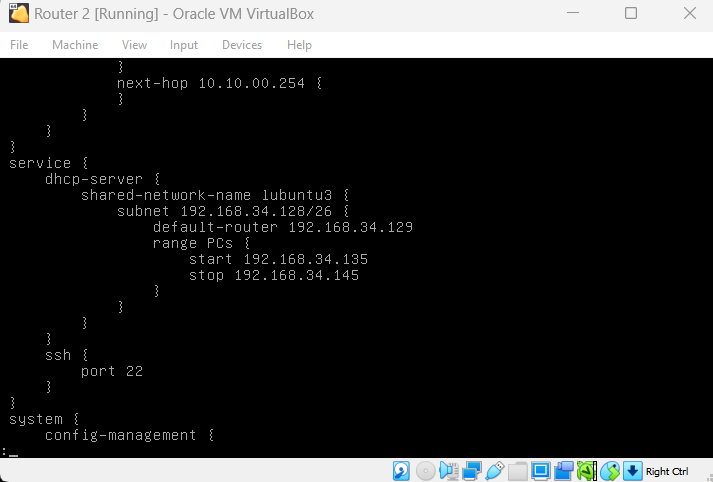 Router 2 [Running] - Oracle VM VirtualBox
File Machine View Input Devices Help
}
next-hop 10.10.00.254 {
}
}
}
}
service {
dhcp-server {
shared-network-name lubuntu3 {
subnet 192.168.34.128/26 {
default-router 192.168.34.129
range PCs {
start 192.168.34.135
stop 192.168.34.145
}
}
}
}
ssh {
port 22
}
}
system {
config-management {
:_
Right Ctrl